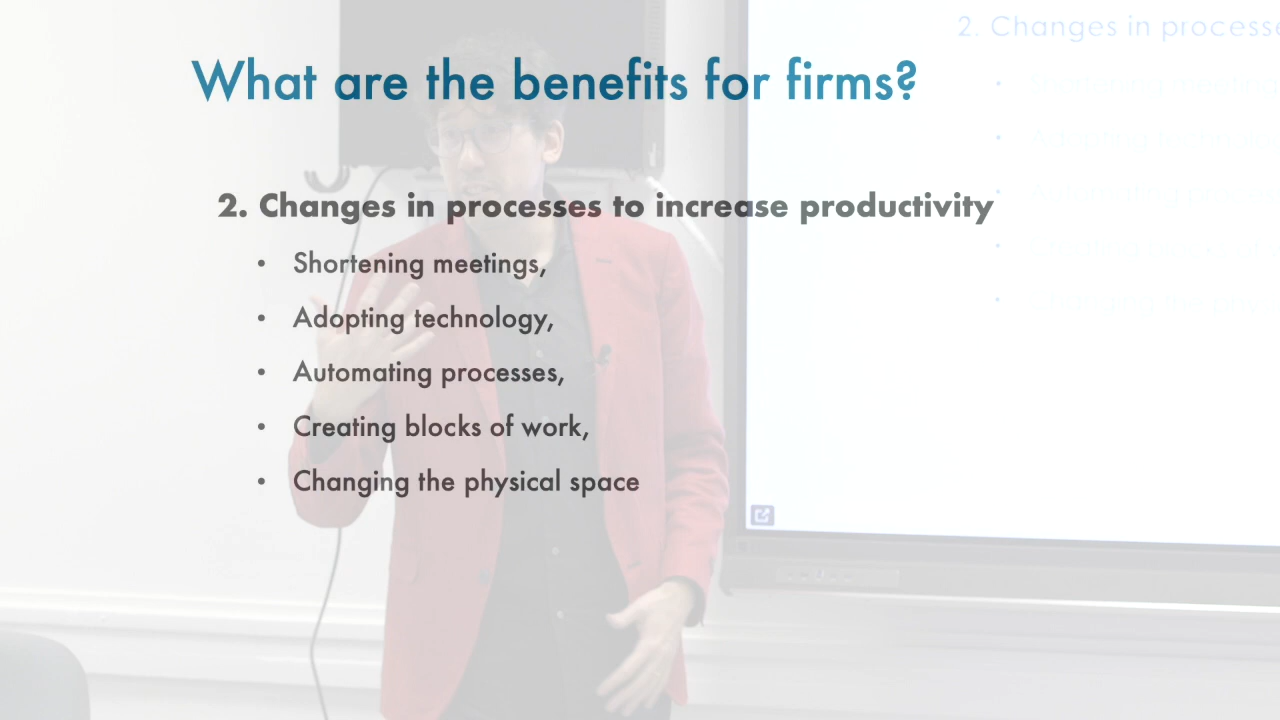 What are the benefits for firms?
2. Changes in processes to increase productivity
• Shortening meetings,
• Adopting technology,
• Automating processes,
• Creating blocks of work,
• Changing the physical space
2. Changes in processe